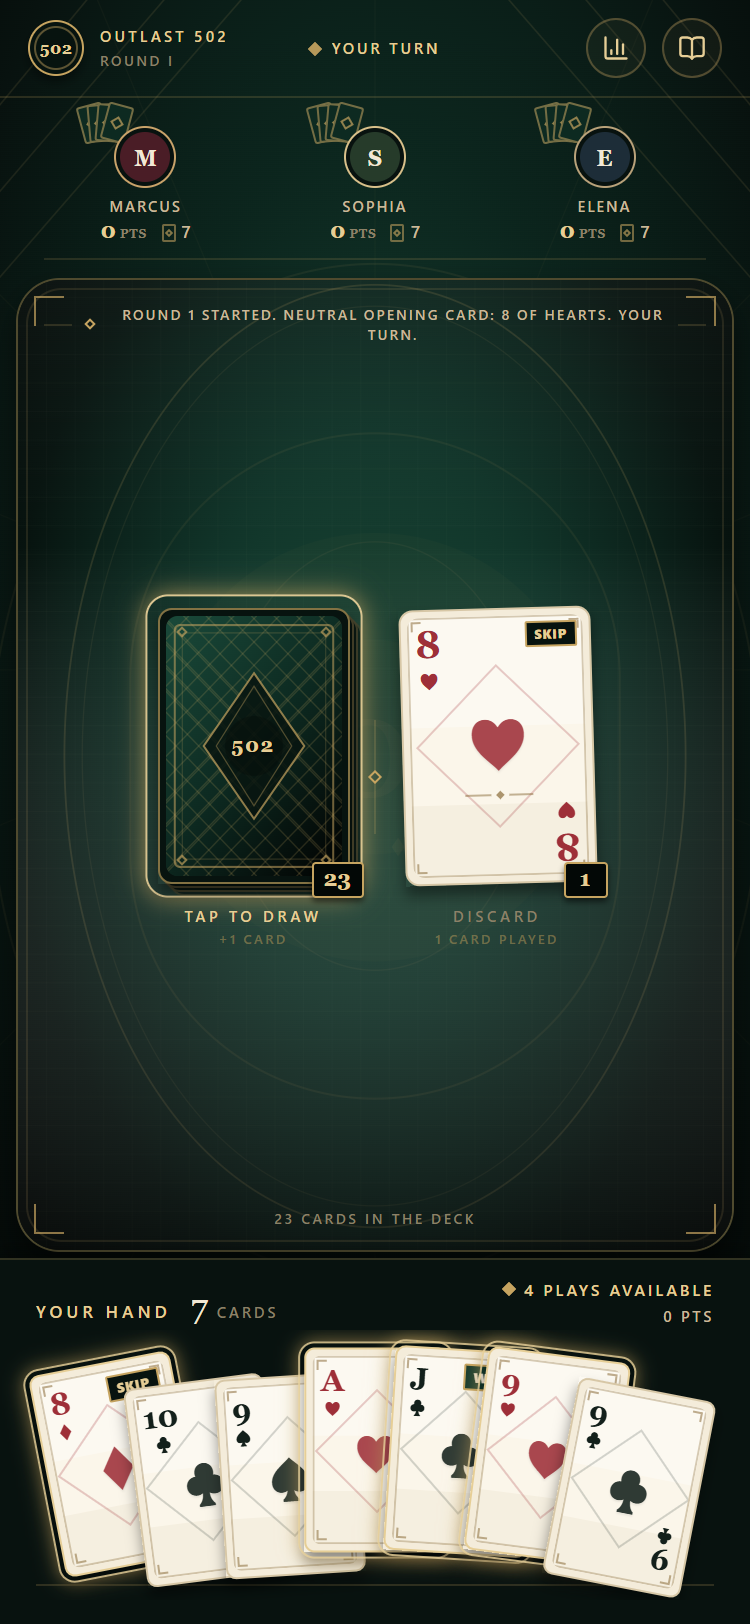 502
OUTLAST 502
ROUND I
YOUR TURN
M
S
E
MARCUS
SOPHIA
ELENA
0 PTS 7
0 PTS 7
0 PTS 7
ROUND 1 STARTED. NEUTRAL OPENING CARD: 8 OF HEARTS. YOUR
TURN.
502
23
8
SKIP
8
1
TAP TO DRAW
+1 CARD
DISCARD
1 CARD PLAYED
23 CARDS IN THE DECK
YOUR HAND 7 CARDS
4 PLAYS AVAILABLE
0 PTS
8
SKIP
10
9
A
J
9
9
9